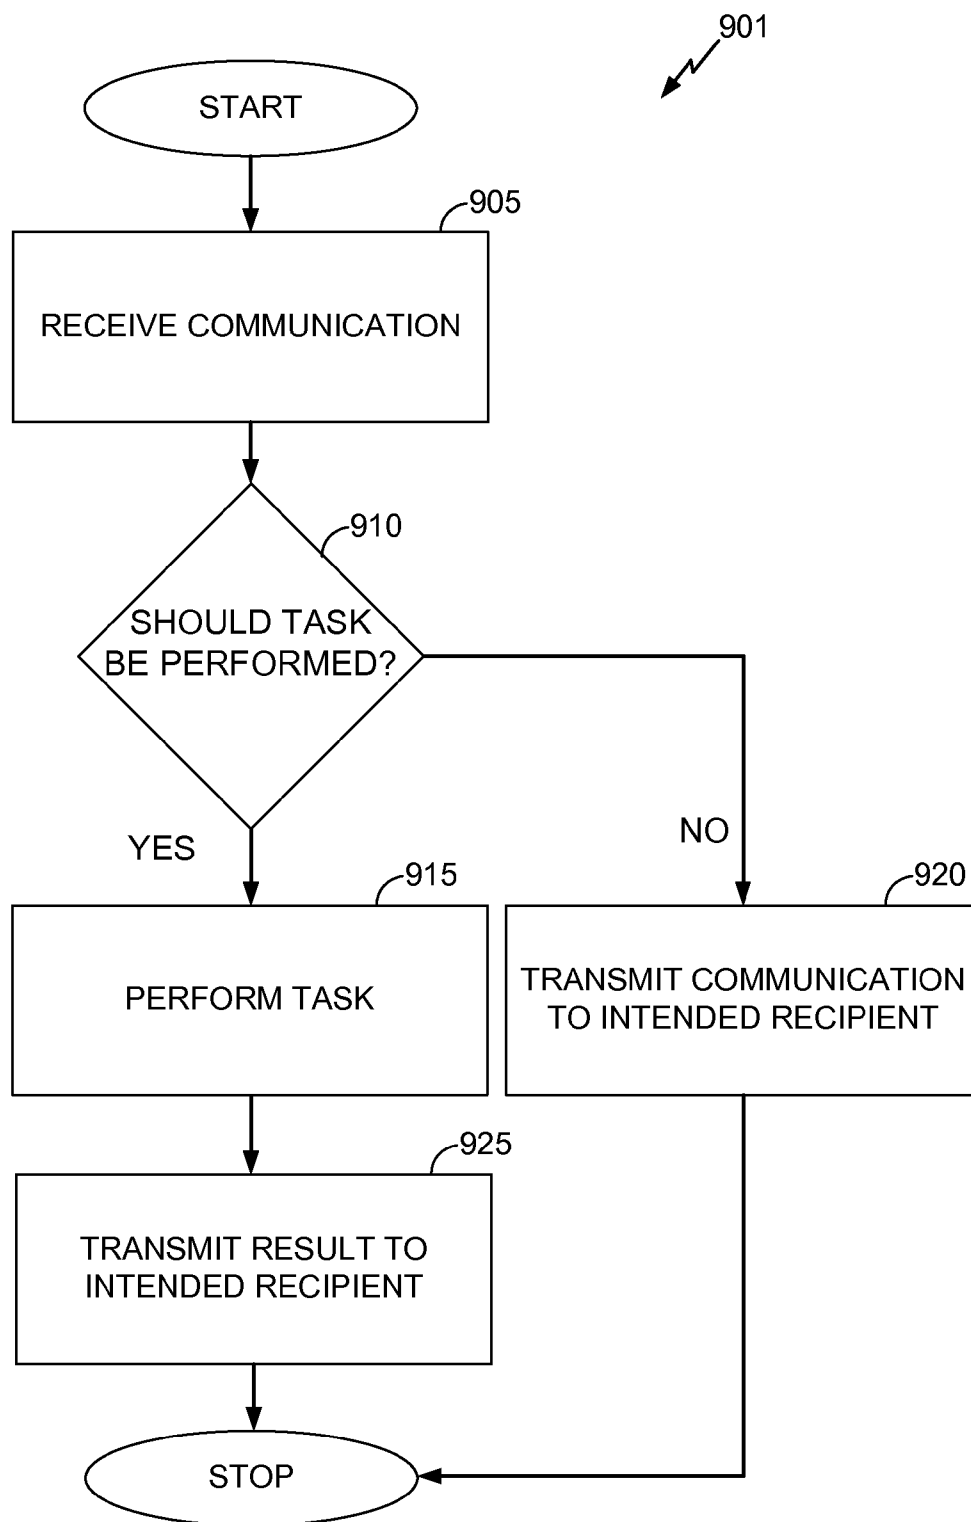 901
START
905
RECEIVE COMMUNICATION
910
SHOULD TASK
BE PERFORMED?
YES
NO
915
920
PERFORM TASK
TRANSMIT COMMUNICATION
TO INTENDED RECIPIENT
925
TRANSMIT RESULT TO
INTENDED RECIPIENT
STOP